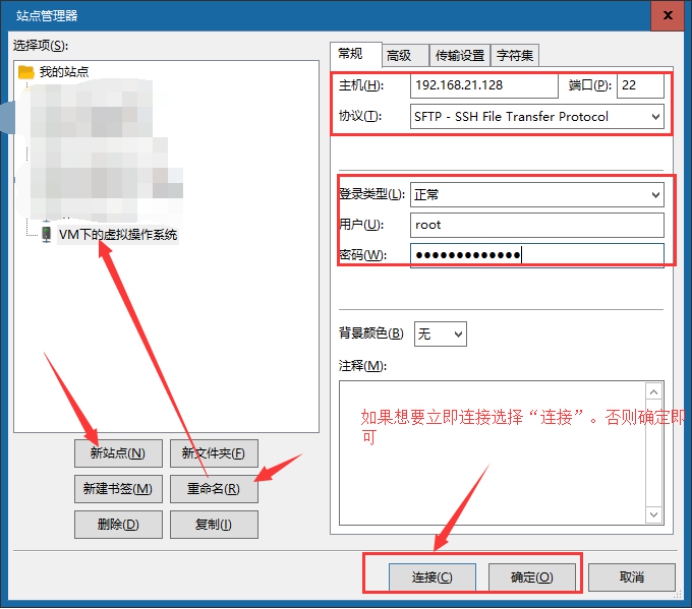 站点管理器
选择项(S):
我的站点
VM下的虚拟操作系统
新站点(N)
新文件夹(F)
新建书签(M)
重命名(R)
删除(D)
复制(I)
常规
高级
传输设置
字符集
主机(H):
192.168.21.128
端口(P):
22
协议(T):
SFTP - SSH File Transfer Protocol
登录类型(L):
正常
用户(U):
root
密码(W):
●●●●●●●●●●●●●
背景颜色(B)
无
注释(M):
如果想要立即连接选择“连接”。否则确定即
可
连接(C)
确定(O)
取消